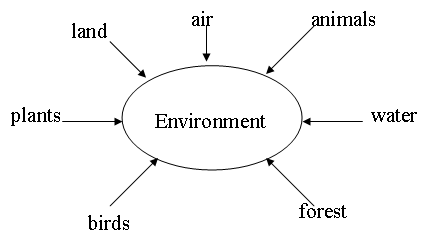 air
animals
land
plants
Environment
water
birds
forest